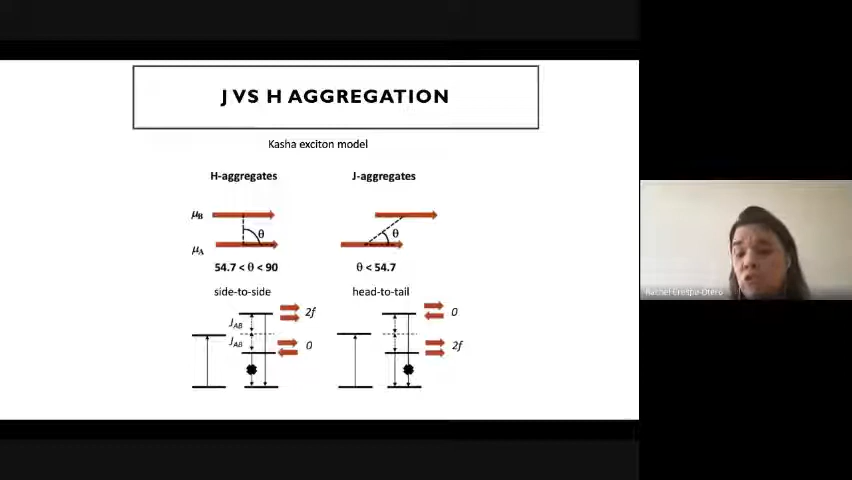 J VS H AGGREGATION
Kasha exciton model
H-aggregates
J-aggregates
μB
θ
θ
μA
54.7 < θ < 90
θ < 54.7
side-to-side
head-to-tail
2f
0
JAB
JAB
0
2f
Rachel Crespo-Otero